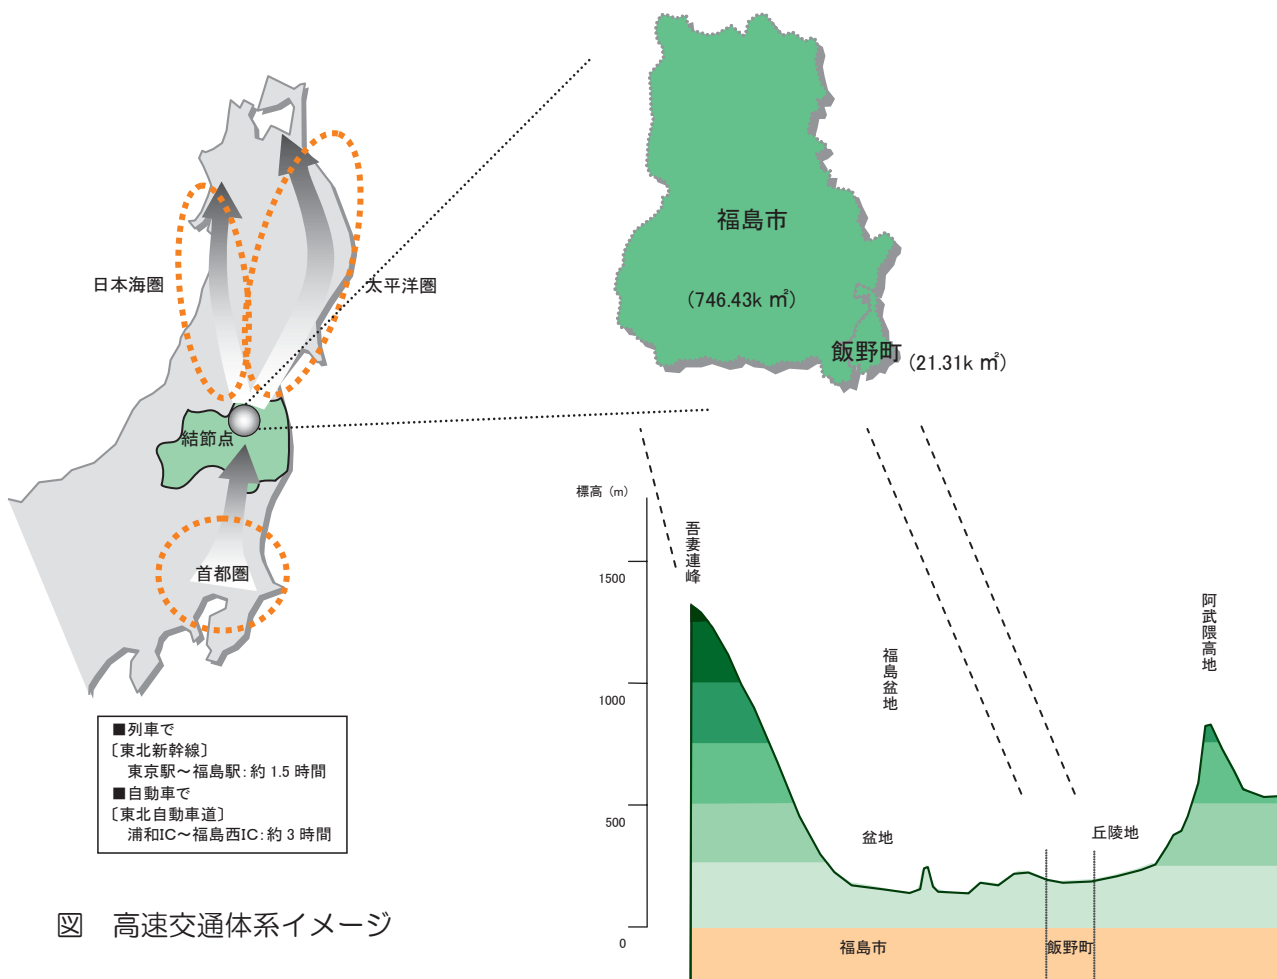 福島市
(746.43k ㎡)
飯野町
(21.31k ㎡)
日本海圏
太平洋圏
結節点
首都圏
■列車で
〔東北新幹線〕
東京駅～福島駅：約 1.5 時間
■自動車で
〔東北自動車道〕
浦和IC～福島西IC：約 3 時間
図 高速交通体系イメージ
標高（m）
1500
1000
500
0
吾妻連峰
福島盆地
阿武隈高地
盆地
丘陵地
福島市
飯野町